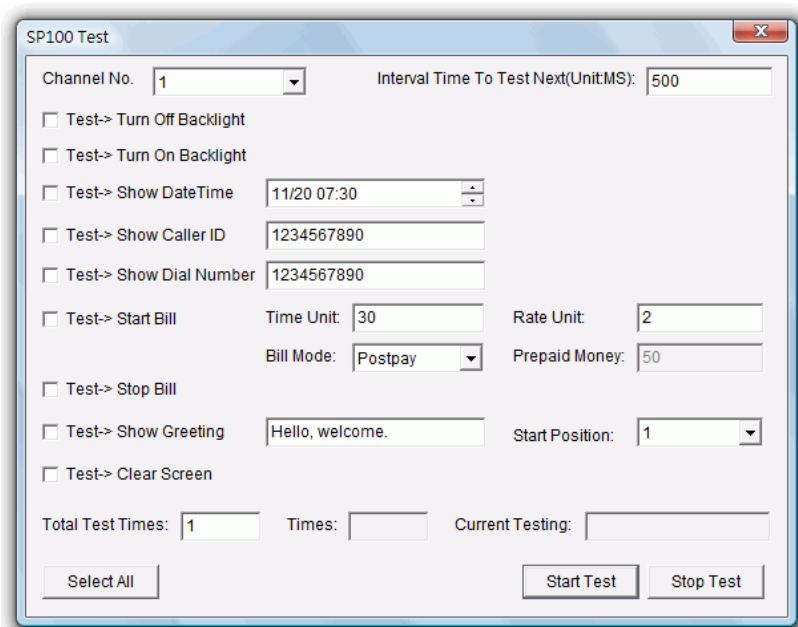 SP100 Test
Channel No. 1 Interval Time To Test Next(Unit:MS): 500
Test-> Turn Off Backlight
Test-> Turn On Backlight
Test-> Show DateTime 11/20 07:30
Test-> Show Caller ID 1234567890
Test-> Show Dial Number 1234567890
Test-> Start Bill Time Unit: 30 Rate Unit: 2
Bill Mode: Postpay Prepaid Money: 50
Test-> Stop Bill
Test-> Show Greeting Hello, welcome. Start Position: 1
Test-> Clear Screen
Total Test Times: 1 Times: Current Testing:
Select All Start Test Stop Test